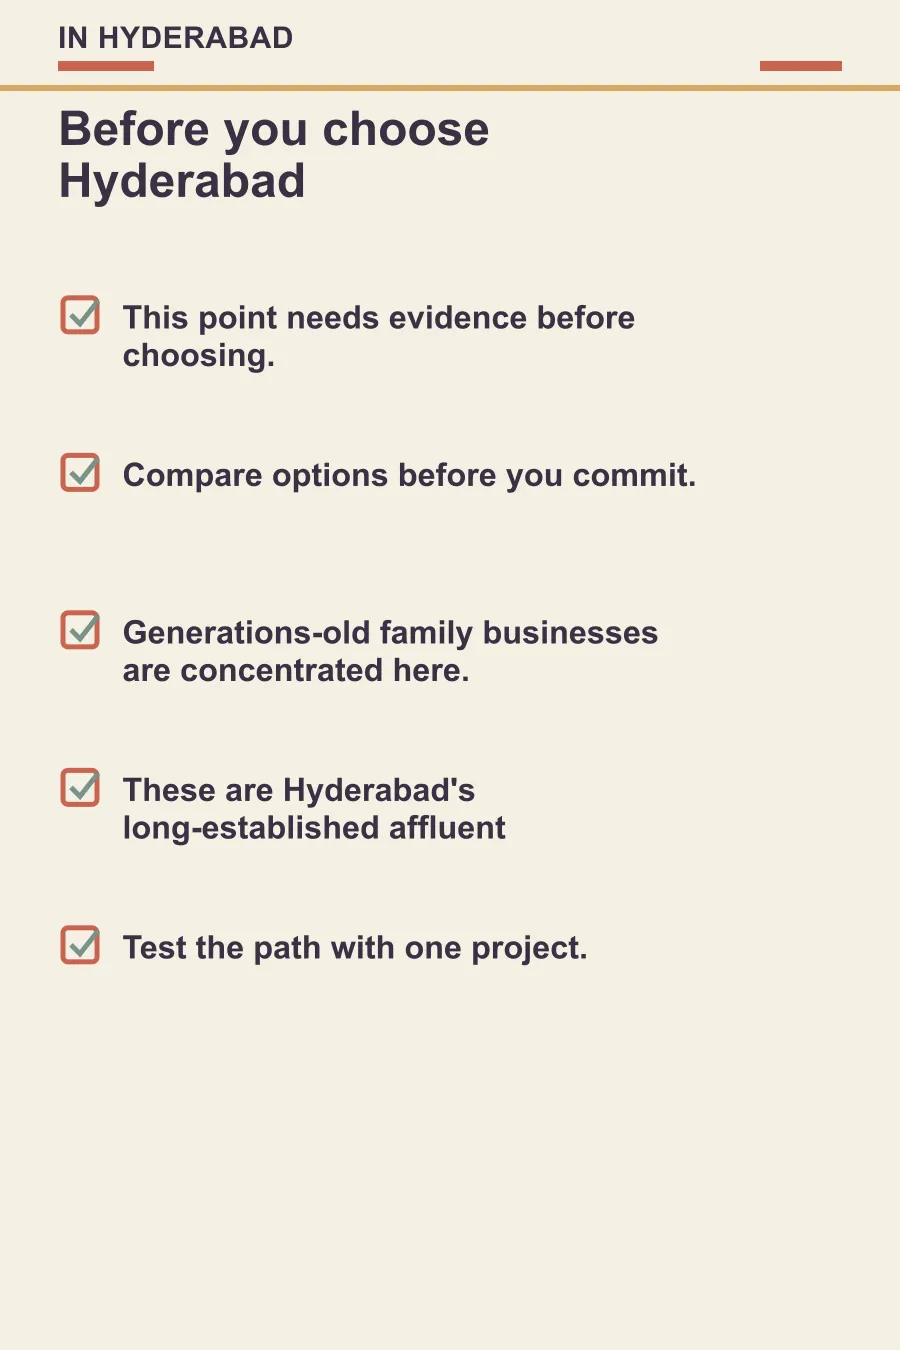 IN HYDERABAD
Before you choose
Hyderabad
This point needs evidence before
choosing.
Compare options before you commit.
Generations-old family businesses
are concentrated here.
These are Hyderabad's
long-established affluent
Test the path with one project.